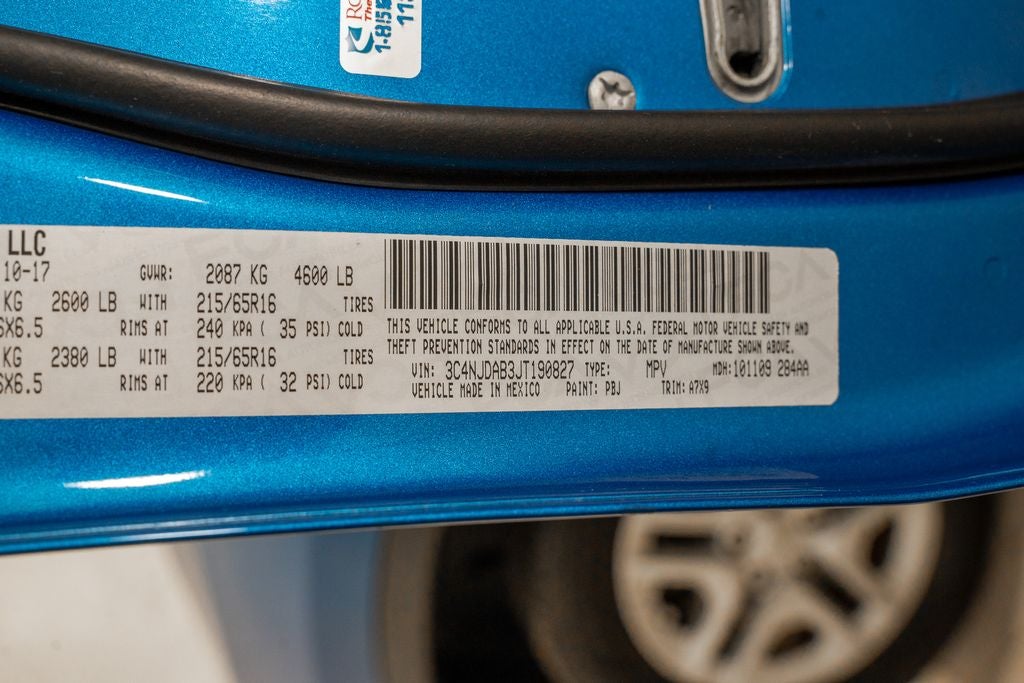 1-855
LLC
10-17 GVWR: 2087 KG 4600 LB
KG 2600 LB WITH 215/65R16 TIRES
6X6.5 RIMS AT 240 KPA ( 35 PSI) COLD
KG 2380 LB WITH 215/65R16 TIRES
6X6.5 RIMS AT 220 KPA ( 32 PSI) COLD
THIS VEHICLE CONFORMS TO ALL APPLICABLE U.S.A. FEDERAL MOTOR VEHICLE SAFETY AND
THEFT PREVENTION STANDARDS IN EFFECT ON THE DATE OF MANUFACTURE SHOWN ABOVE.
VIN: 3C4NJDAB3JT190827 TYPE: MPV MDH: 101109 284AA
VEHICLE MADE IN MEXICO PAINT: PBJ TRIM: A7X9